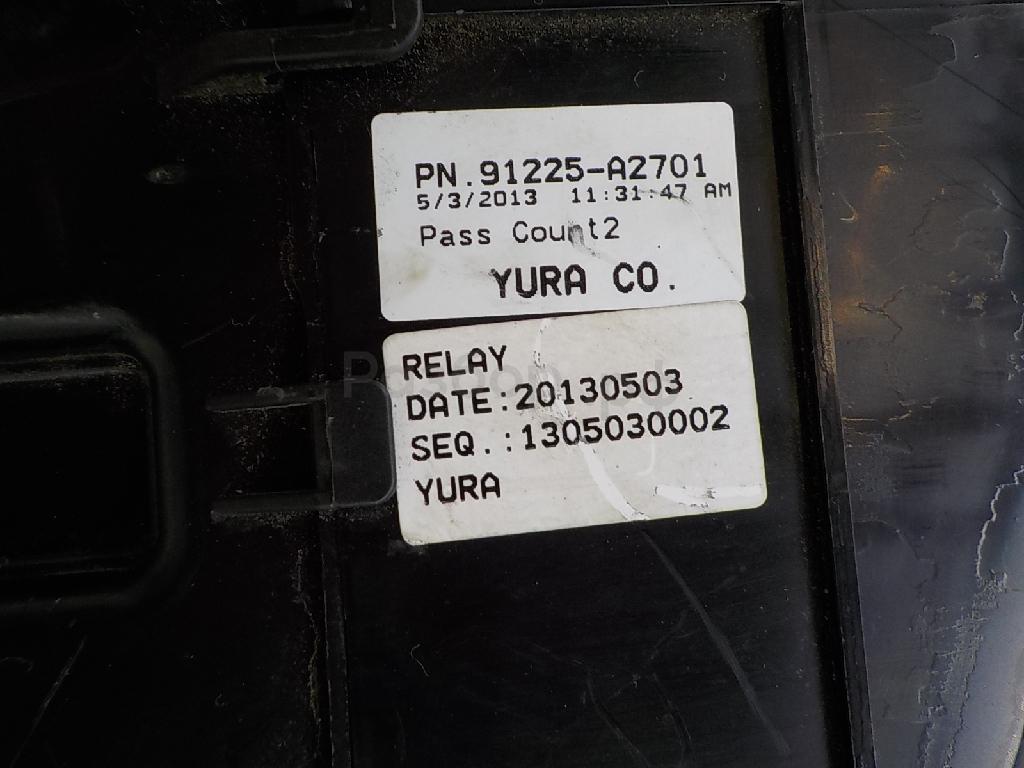 PN.91225-A2701
5/3/2013 11:31:47 AM
Pass Count2
YURA CO.
RELAY
DATE:20130503
SEQ.:1305030002
YURA